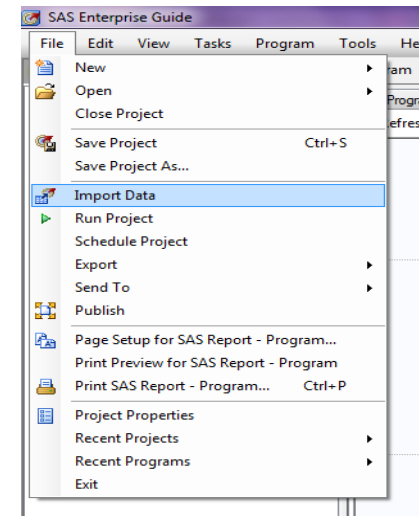 SAS Enterprise Guide
File Edit View Tasks Program Tools
New
Open
Close Project
Save Project Ctrl+S
Save Project As...
Import Data
Run Project
Schedule Project
Export
Send To
Publish
Page Setup for SAS Report - Program...
Print Preview for SAS Report - Program
Print SAS Report - Program... Ctrl+P
Project Properties
Recent Projects
Recent Programs
Exit